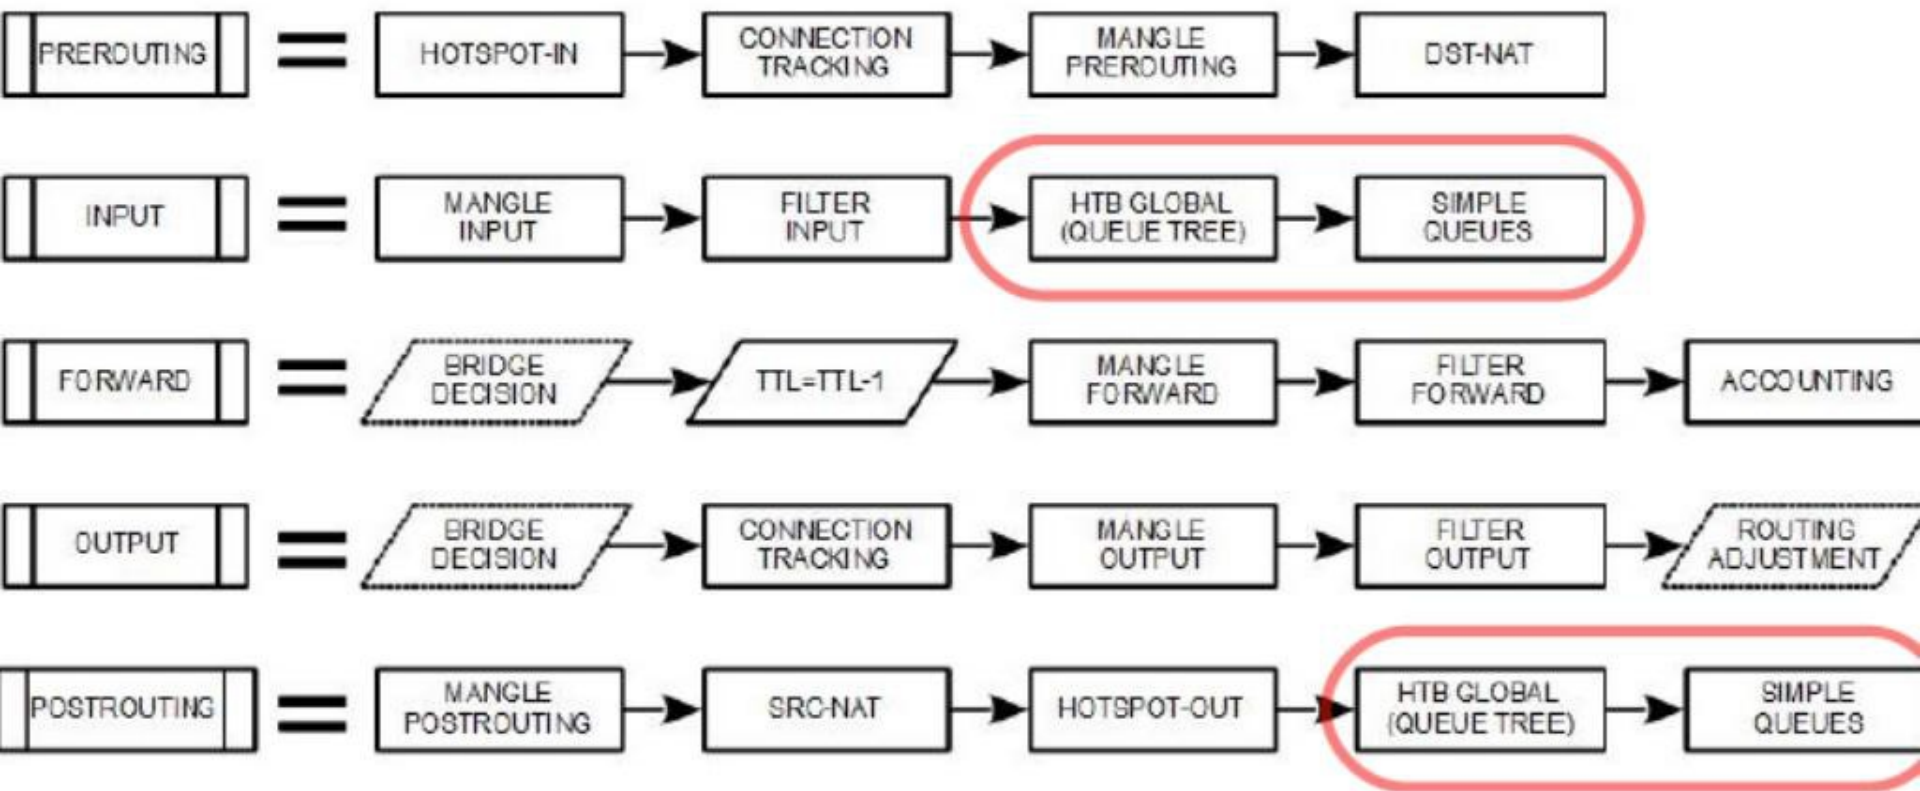 PREROUTING = HOTSPOT-IN
CONNECTION
TRACKING
MANGLE
PREROUTING
DST-NAT
INPUT =
MANGLE
INPUT
FILTER
INPUT
HTB GLOBAL
(QUEUE TREE)
SIMPLE
QUEUES
FORWARD =
BRIDGE
DECISION
TTL=TTL-1
MANGLE
FORWARD
FILTER
FORWARD
ACCOUNTING
OUTPUT =
BRIDGE
DECISION
CONNECTION
TRACKING
MANGLE
OUTPUT
FILTER
OUTPUT
ROUTING
ADJUSTMENT
POSTROUTING =
MANGLE
POSTROUTING
SRC-NAT
HOTSPOT-OUT
HTB GLOBAL
(QUEUE TREE)
SIMPLE
QUEUES